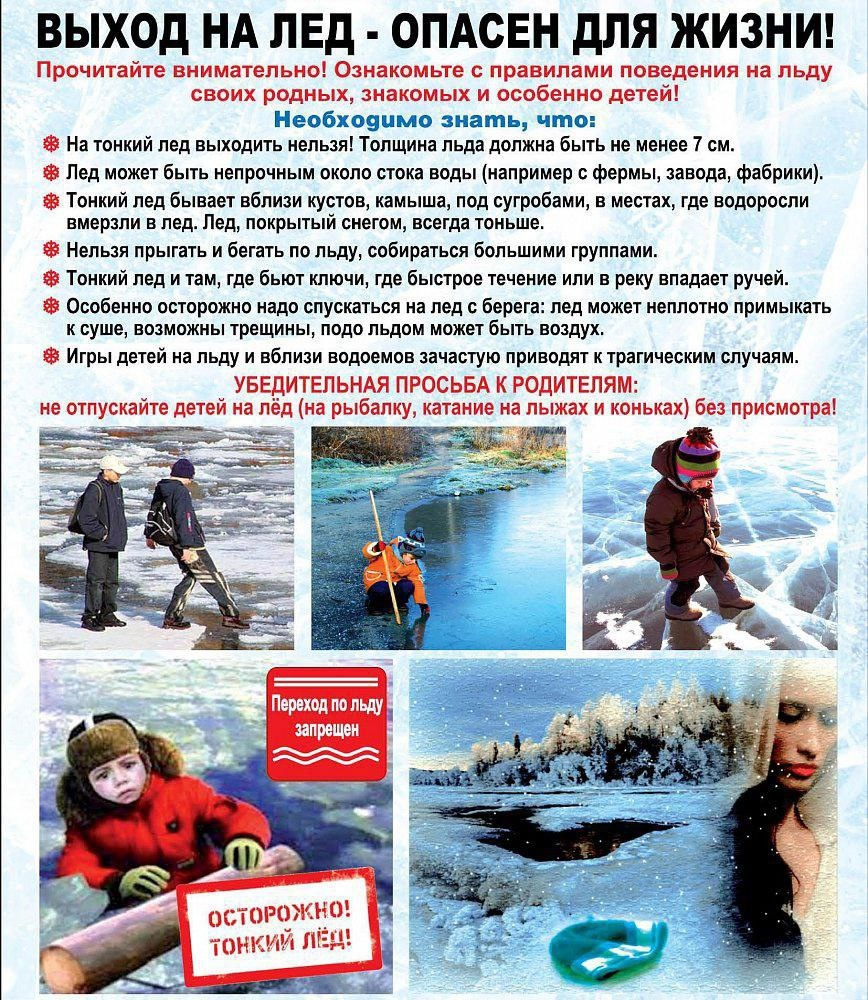 ВЫХОД НА ЛЕД - ОПАСЕН ДЛЯ ЖИЗНИ!
Прочитайте внимательно! Ознакомьте с правилами поведения на льду
своих родных, знакомых и особенно детей!
Необходимо знать, что:
На тонкий лед выходить нельзя! Толщина льда должна быть не менее 7 см.
Лед может быть непрочным около стока воды (например с фермы, завода, фабрики).
Тонкий лед бывает вблизи кустов, камыша, под сугробами, в местах, где водоросли
вмерзли в лед. Лед, покрытый снегом, всегда тоньше.
Нельзя прыгать и бегать по льду, собираться большими группами.
Тонкий лед и там, где бьют ключи, где быстрое течение или в реку впадает ручей.
Особенно осторожно надо спускаться на лед с берега: лед может неплотно примыкать
к суше, возможны трещины, подо льдом может быть воздух.
Игры детей на льду и вблизи водоемов зачастую приводят к трагическим случаям.
УБЕДИТЕЛЬНАЯ ПРОСЬБА К РОДИТЕЛЯМ:
не отпускайте детей на лёд (на рыбалку, катание на лыжах и коньках) без присмотра!
Переход по льду
запрещен
ОСТОРОЖНО!
ТОНКИЙ ЛЁД!